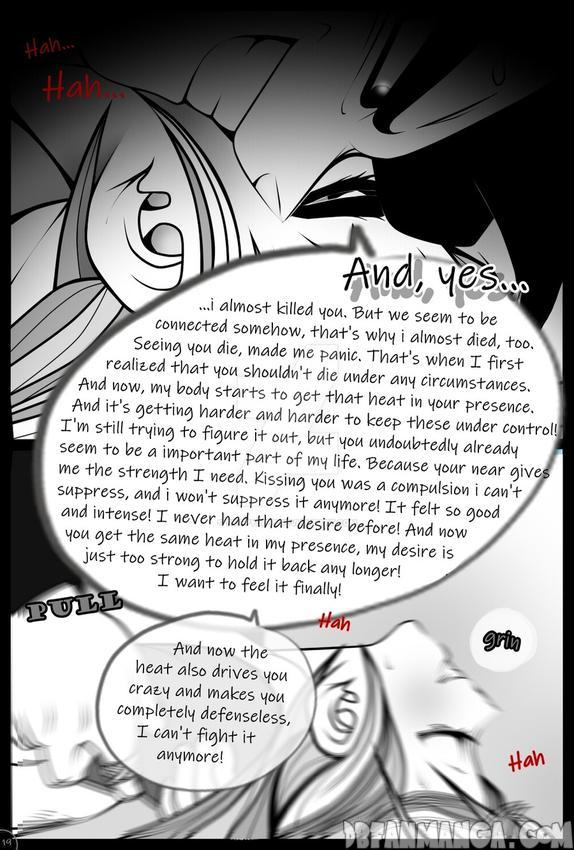 Hah...
Hah...
And, yes...
...i almost killed you. But we seem to be
connected somehow, that's why i almost died, too.
Seeing you die, made me panic. That's when I first
realized that you shouldn't die under any circumstances.
And now, my body starts to get that heat in your presence.
And it's getting harder and harder to keep these under control!
I'm still trying to figure it out, but you undoubtedly already
seem to be a important part of my life. Because your near gives
me the strength I need. Kissing you was a compulsion i can't
suppress, and i won't suppress it anymore! It felt so good
and intense! I never had that desire before! And now
you get the same heat in my presence, my desire is
just too strong to hold it back any longer!
I want to feel it finally!
PULL
Hah
grin
And now the
heat also drives you
crazy and makes you
completely defenseless,
I can't fight it
anymore!
Hah
19
DBFANMANGA.COM